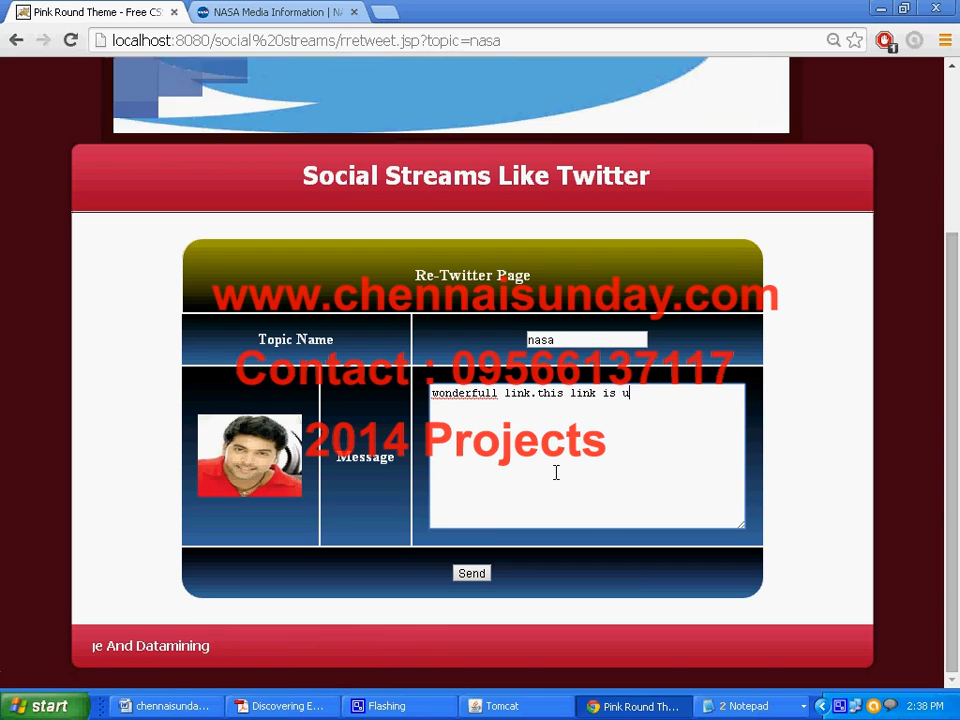 Pink Round Theme - Free CS
NASA Media Information | N
localhost:8080/social%20streams/rretweet.jsp?topic=nasa
1
Social Streams Like Twitter
Re-Twitter Page
www.chennaisunday.com
Topic Name
nasa
Contact : 09566137117
wonderfull link.this link is u
2014 Projects
Message
Send
e And Datamining
start
chennaisunda...
Discovering E...
Flashing
Tomcat
Pink Round Th...
2 Notepad
2:38 PM